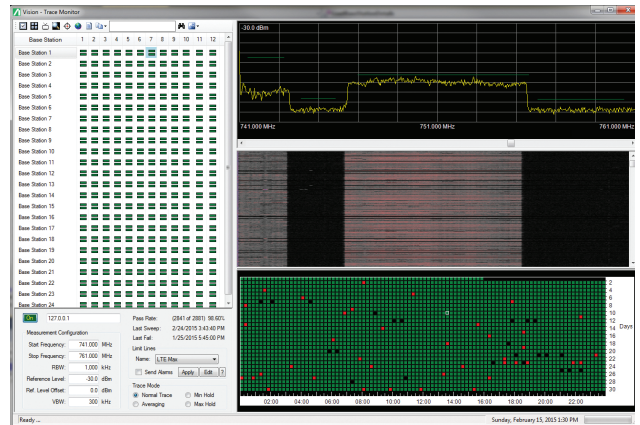 Vision - Trace Monitor
Base Station 1 2 3 4 5 6 7 8 9 10 11 12
Base Station 1
Base Station 2
Base Station 3
Base Station 4
Base Station 5
Base Station 6
Base Station 7
Base Station 8
Base Station 9
Base Station 10
Base Station 11
Base Station 12
Base Station 13
Base Station 14
Base Station 15
Base Station 16
Base Station 17
Base Station 18
Base Station 19
Base Station 20
Base Station 21
Base Station 22
Base Station 23
Base Station 24
On 127.0.0.1
Measurement Configuration
Start Frequency: 741.000 MHz
Stop Frequency: 761.000 MHz
RBW: 1.000 kHz
Reference Level: -30.0 dBm
Ref. Level Offset: 0.0 dBm
VBW: 300 kHz
Pass Rate: (2841 of 2881) 98.60%
Last Sweep: 2/24/2015 3:43:40 PM
Last Fail: 1/25/2015 5:45:00 PM
Limit Lines
Name: LTE Max
Send Alarms Apply Edit ?
Trace Mode
Normal Trace Min Hold
Averaging Max Hold
-30.0 dBm
741.000 MHz 751.000 MHz 761.000 MHz
2
4
6
8
10
12
14
16
18
20
22
24
26
28
30
Days
02:00 04:00 06:00 08:00 10:00 12:00 14:00 16:00 18:00 20:00 22:00
Ready ...
Sunday, February 15, 2015 1:30 PM